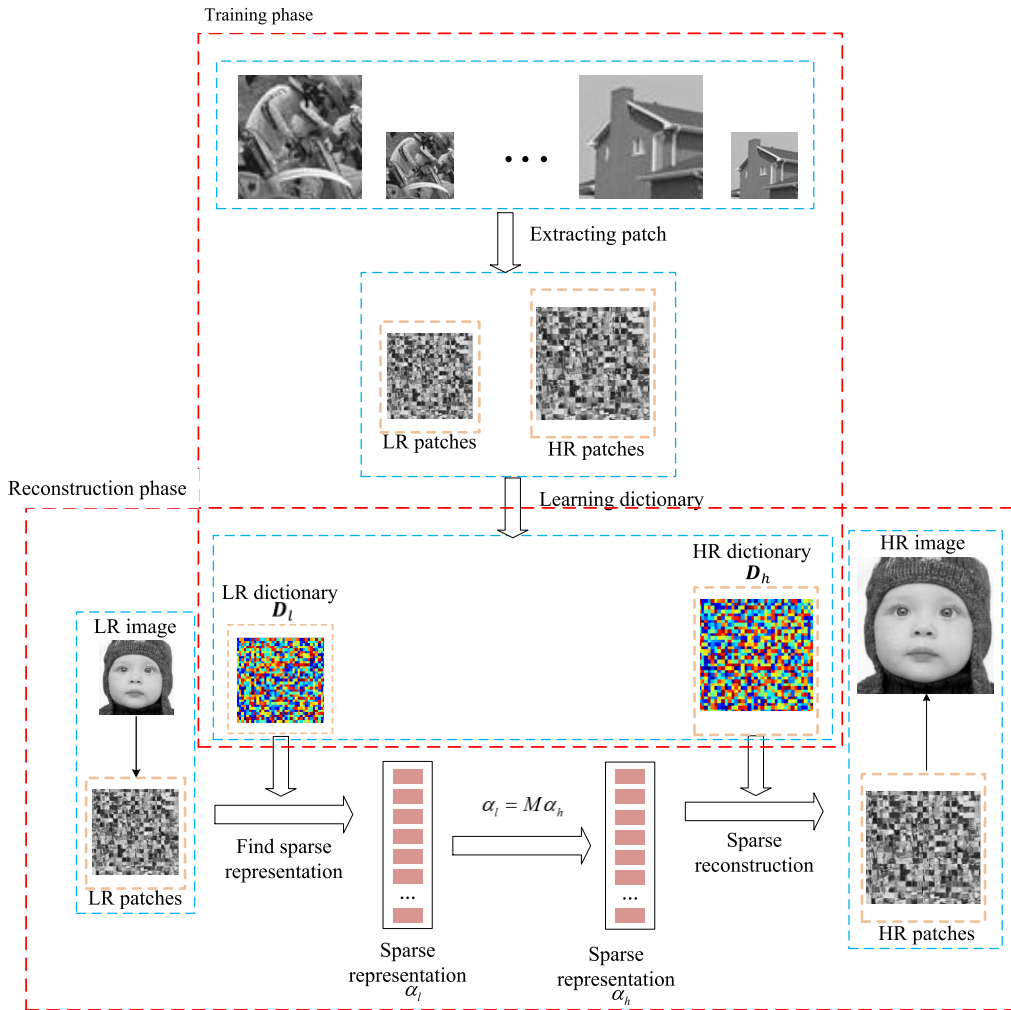 Training phase
• • •
Extracting patch
LR patches
HR patches
Learning dictionary
Reconstruction phase
LR dictionary
D_l
HR dictionary
D_h
HR image
LR image
LR patches
Find sparse
representation
α_l = Mα_h
Sparse
reconstruction
...
...
HR patches
Sparse
representation
α_l
Sparse
representation
α_h